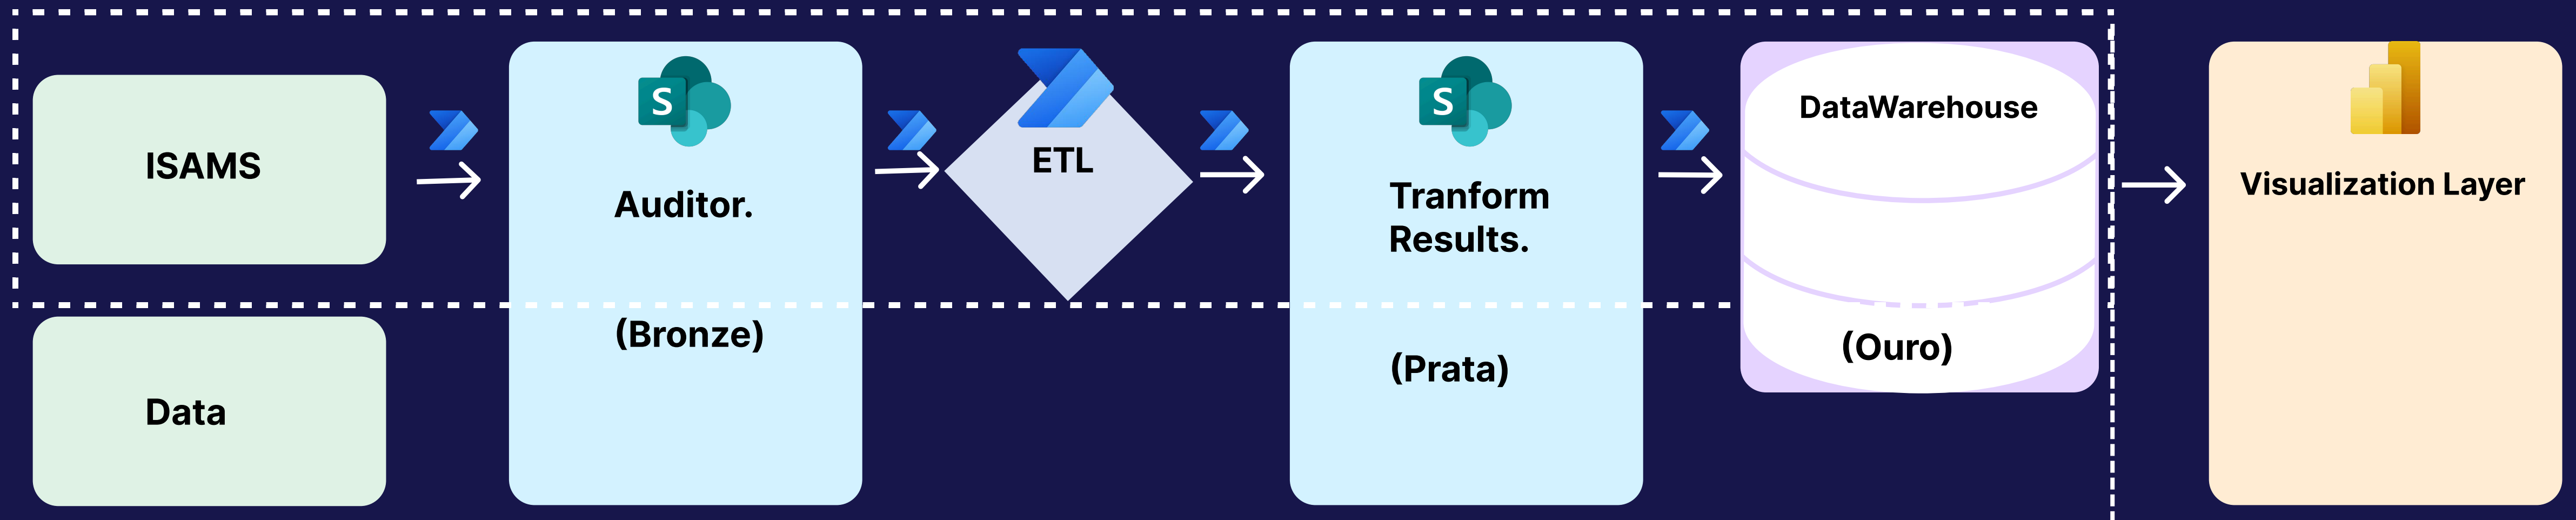 ISAMS
Data
S
Auditor.
(Bronze)
ETL
S
Tranform
Results.
(Prata)
DataWarehouse
(Ouro)
Visualization Layer